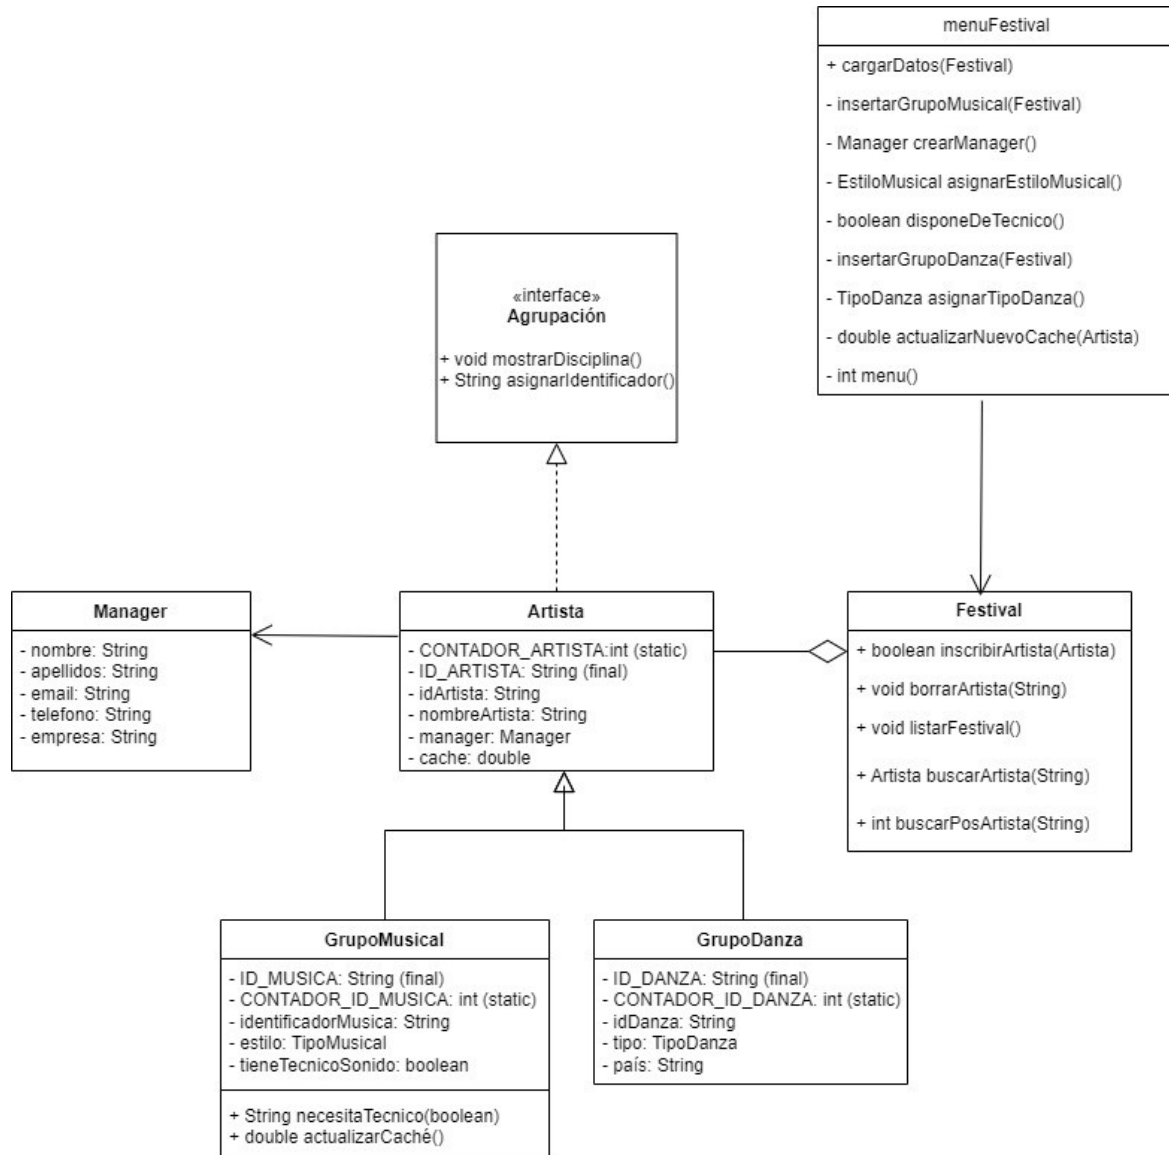 menuFestival
+ cargarDatos(Festival)
- insertarGrupoMusical(Festival)
- Manager crearManager()
- EstiloMusical asignarEstiloMusical()
- boolean disponeDeTecnico()
- insertarGrupoDanza(Festival)
- TipoDanza asignarTipoDanza()
- double actualizarNuevoCache(Artista)
- int menu()
«interface»
Agrupación
+ void mostrarDisciplina()
+ String asignarIdentificador()
Manager
- nombre: String
- apellidos: String
- email: String
- telefono: String
- empresa: String
Artista
- CONTADOR_ARTISTA:int (static)
- ID_ARTISTA: String (final)
- idArtista: String
- nombreArtista: String
- manager: Manager
- cache: double
Festival
+ boolean inscribirArtista(Artista)
+ void borrarArtista(String)
+ void listarFestival()
+ Artista buscarArtista(String)
+ int buscarPosArtista(String)
GrupoMusical
- ID_MUSICA: String (final)
- CONTADOR_ID_MUSICA: int (static)
- identificadorMusica: String
- estilo: TipoMusical
- tieneTecnicoSonido: boolean
+ String necesitaTecnico(boolean)
+ double actualizarCaché()
GrupoDanza
- ID_DANZA: String (final)
- CONTADOR_ID_DANZA: int (static)
- idDanza: String
- tipo: TipoDanza
- país: String